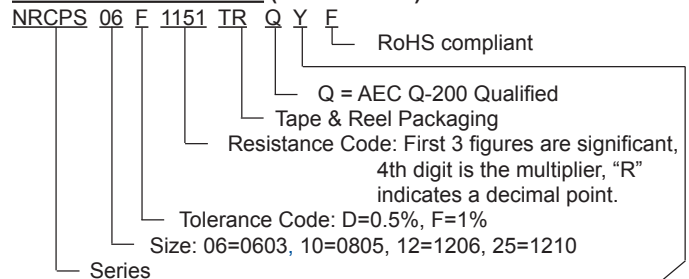 NRCPS 06 F 1151 TR Q Y F
RoHS compliant
Q = AEC Q-200 Qualified
Tape & Reel Packaging
Resistance Code: First 3 figures are significant,
4th digit is the multiplier, “R”
indicates a decimal point.
Tolerance Code: D=0.5%, F=1%
Size: 06=0603, 10=0805, 12=1206, 25=1210
Series